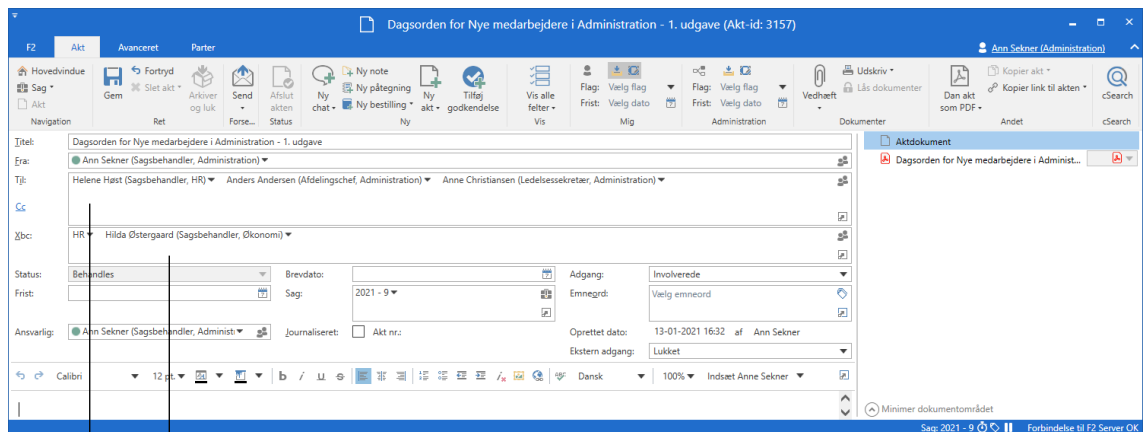 Dagsorden for Nye medarbejdere i Administration - 1. udgave (Akt-id: 3157)
F2 Akt Avanceret Parter Ann Sekner (Administration)
Hovedvindue
Sag
Akt
Navigation
Gem
Fortryd
Slet akt
Arkiver og luk
Ret
Send
Forse...
Afslut akten
Status
Ny chat
Ny note
Ny påtegning
Ny bestilling
Ny akt
Tilføj godkendelse
Ny
Vis alle felter
Vis
Flag: Vælg flag
Frist: Vælg dato
Mig
Flag: Vælg flag
Frist: Vælg dato
Administration
Vedhæft
Udskriv
Lås dokumenter
Dokumenter
Dan akt som PDF
Kopier akt
Kopier link til akten
Andet
cSearch
cSearch
Titel: Dagsorden for Nye medarbejdere i Administration - 1. udgave
Fra: Ann Sekner (Sagsbehandler, Administration)
Til: Helene Høst (Sagsbehandler, HR) Anders Andersen (Afdelingschef, Administration) Anne Christiansen (Ledelsessekretær, Administration)
Cc
Xbc: HR Hilda Østergaard (Sagsbehandler, Økonomi)
Status: Behandles Brevdato: Adgang: Involverede
Frist: Sag: 2021 - 9 Emneord: Vælg emneord
Ansvarlig: Ann Sekner (Sagsbehandler, Administ Journaliseret: Akt nr.: Oprettet dato: 13-01-2021 16:32 af Ann Sekner
Ekstern adgang: Lukket
Calibri 12 pt. b i u Dansk 100% Indsæt Anne Sekner
Aktdokument
Dagsorden for Nye medarbejdere i Administ...
Minimer dokumentområdet
Sag: 2021 - 9 Forbindelse til F2 Server OK